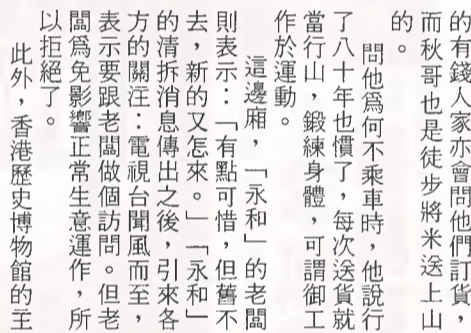 的有錢人家亦會問他們訂貨，
而秋哥也是徒步將米送上山
的。
問他爲何不乘車時，他說行
了八十年也慣了，每次送貨就
當行山，鍛練身體，可謂御工
作於運動。
這邊廂，「永和」的老闆
則表示：「有點可惜，但舊不
去，新的又怎來。」「永和」
的清拆消息傳出之後，引來各
方的關注：電視台聞風而至，
表示要跟老闆做個訪問。但老
闆爲免影響正常生意運作，所
以拒絕了。
此外，香港歷史博物館的主